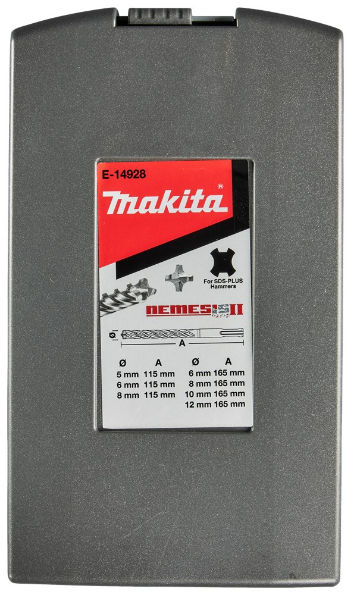 E-14928
makita®
For SDS-PLUS
Hammers
NEMESIS II
Ø
A
Ø A Ø A
5 mm 115 mm 6 mm 165 mm
6 mm 115 mm 8 mm 165 mm
8 mm 115 mm 10 mm 165 mm
12 mm 165 mm